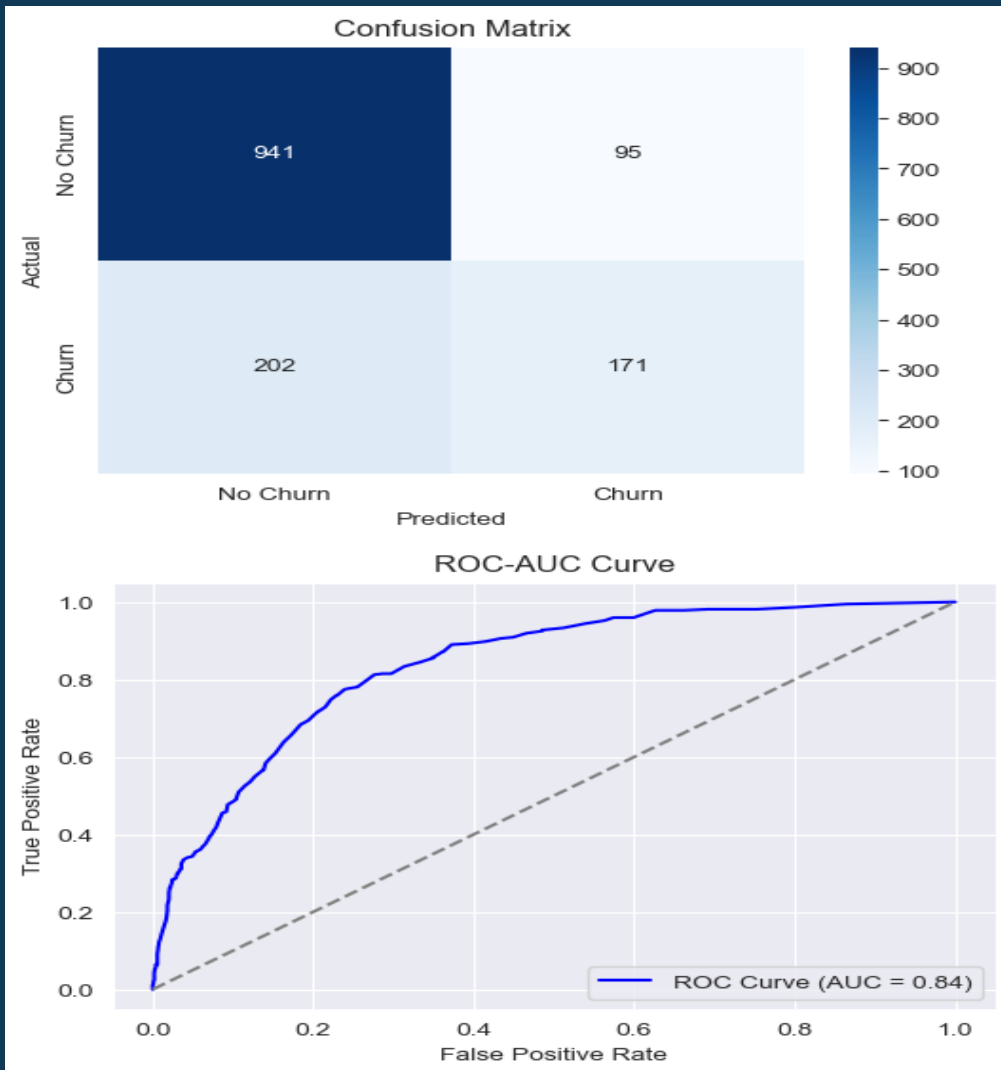 Confusion Matrix
No Churn
941
95
Actual
Churn
202
171
No Churn
Churn
Predicted
900
800
700
600
500
400
300
200
100
ROC-AUC Curve
True Positive Rate
1.0
0.8
0.6
0.4
0.2
0.0
0.0
0.2
0.4
0.6
0.8
1.0
False Positive Rate
ROC Curve (AUC = 0.84)